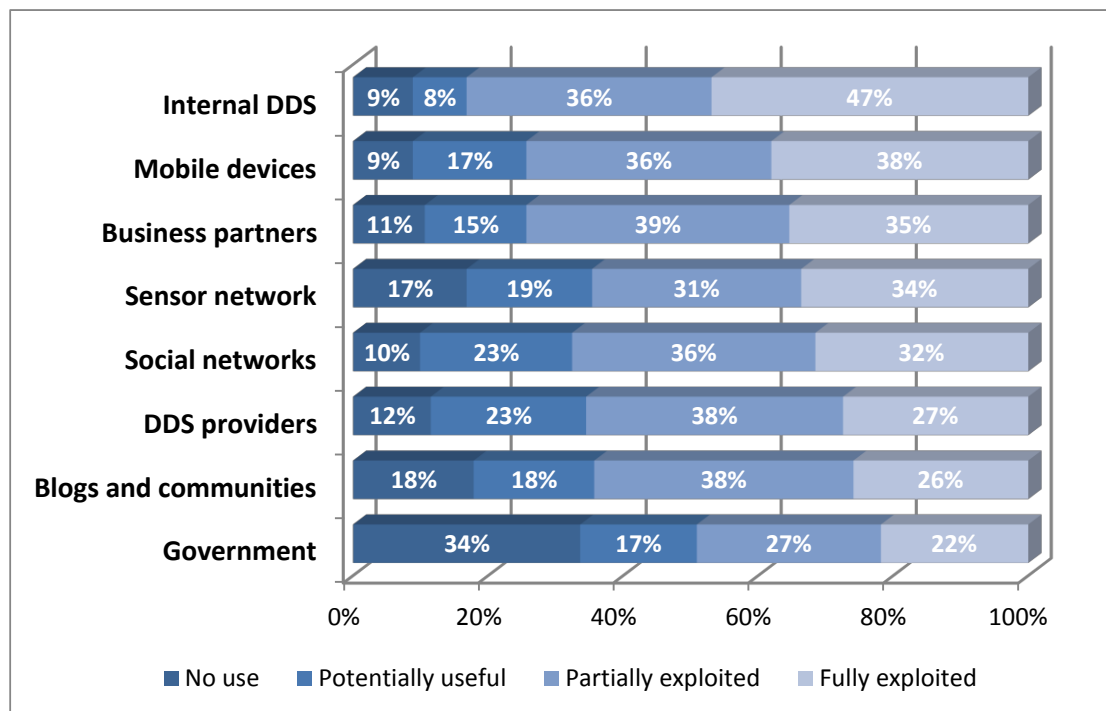 Internal DDS 9% 8% 36% 47%
Mobile devices 9% 17% 36% 38%
Business partners 11% 15% 39% 35%
Sensor network 17% 19% 31% 34%
Social networks 10% 23% 36% 32%
DDS providers 12% 23% 38% 27%
Blogs and communities 18% 18% 38% 26%
Government 34% 17% 27% 22%
0% 20% 40% 60% 80% 100%
No use Potentially useful Partially exploited Fully exploited